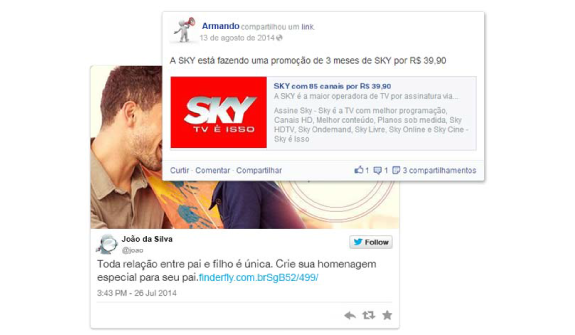 Armando compartilhou um link.
13 de agosto de 2014
A SKY está fazendo uma promoção de 3 meses de SKY por R$ 39,90
SKY
TV É ISSO
SKY com 85 canais por R$ 39,90
A SKY é a maior operadora de TV por assinatura via...
Assine Sky - Sky é a TV com melhor programação,
Canais HD, Melhor conteúdo, Planos sob medida, Sky
HDTV, Sky Ondemand, Sky Livre, Sky Online e Sky Cine -
Sky é Isso
Curtir · Comentar · Compartilhar
1 1 3 compartilhamentos
João da Silva
@joao
Follow
Toda relação entre pai e filho é única. Crie sua homenagem
especial para seu pai.finderfly.com.brSgB52/499/
3:43 PM - 26 Jul 2014